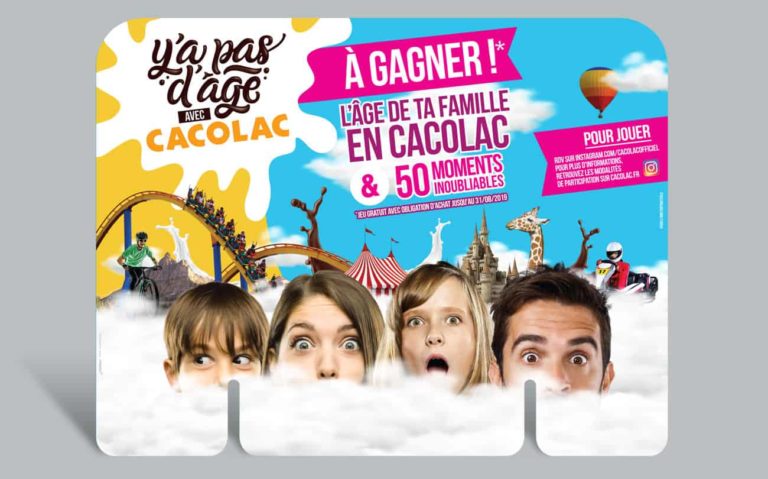 y'a pas
d'âge
AVEC
CACOLAC
À GAGNER !*
L'ÂGE DE TA FAMILLE
EN CACOLAC
& 50 MOMENTS
INOUBLIABLES
*JEU GRATUIT AVEC OBLIGATION D'ACHAT JUSQU'AU 31/08/2019
POUR JOUER
RDV SUR INSTAGRAM.COM/CACOLACOFFICIEL
POUR PLUS D'INFORMATIONS.
RETROUVEZ LES MODALITÉS
DE PARTICIPATION SUR CACOLAC.FR